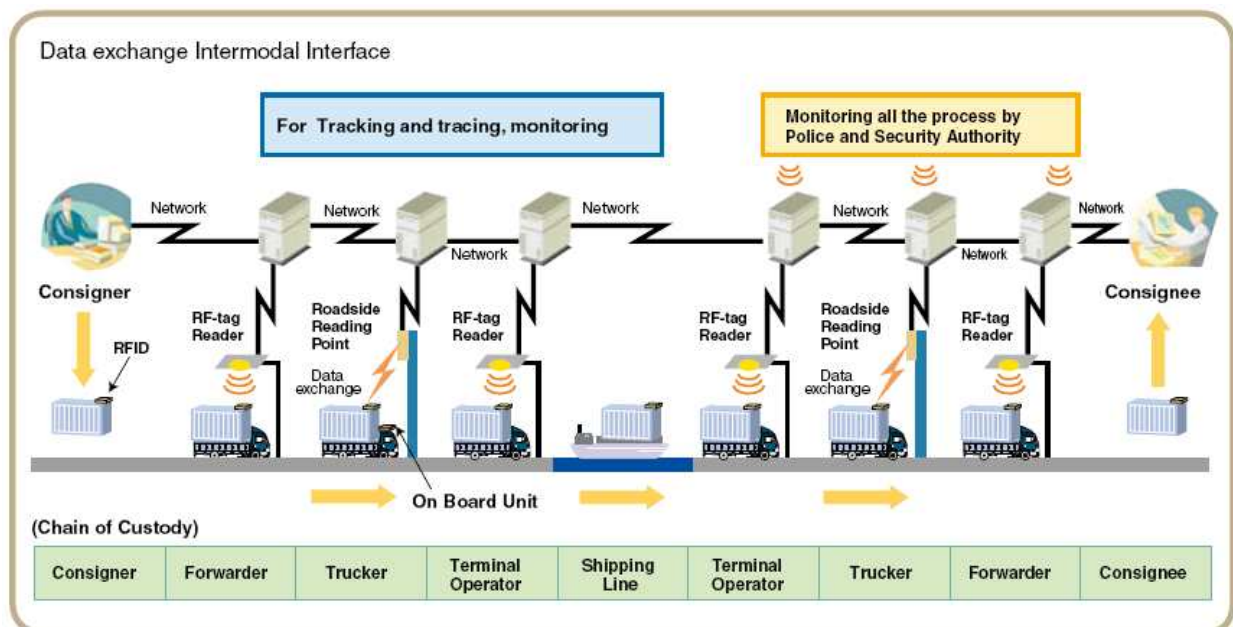 Data exchange Intermodal Interface
For Tracking and tracing, monitoring
Monitoring all the process by
Police and Security Authority
Network
Network
Network
Network
Network
Network
Network
Network
Consigner
Consignee
RFID
RF-tag
Reader
Roadside
Reading
Point
RF-tag
Reader
RF-tag
Reader
Roadside
Reading
Point
RF-tag
Reader
Data
exchange
Data
exchange
On Board Unit
(Chain of Custody)
Consigner
Forwarder
Trucker
Terminal
Operator
Shipping
Line
Terminal
Operator
Trucker
Forwarder
Consignee